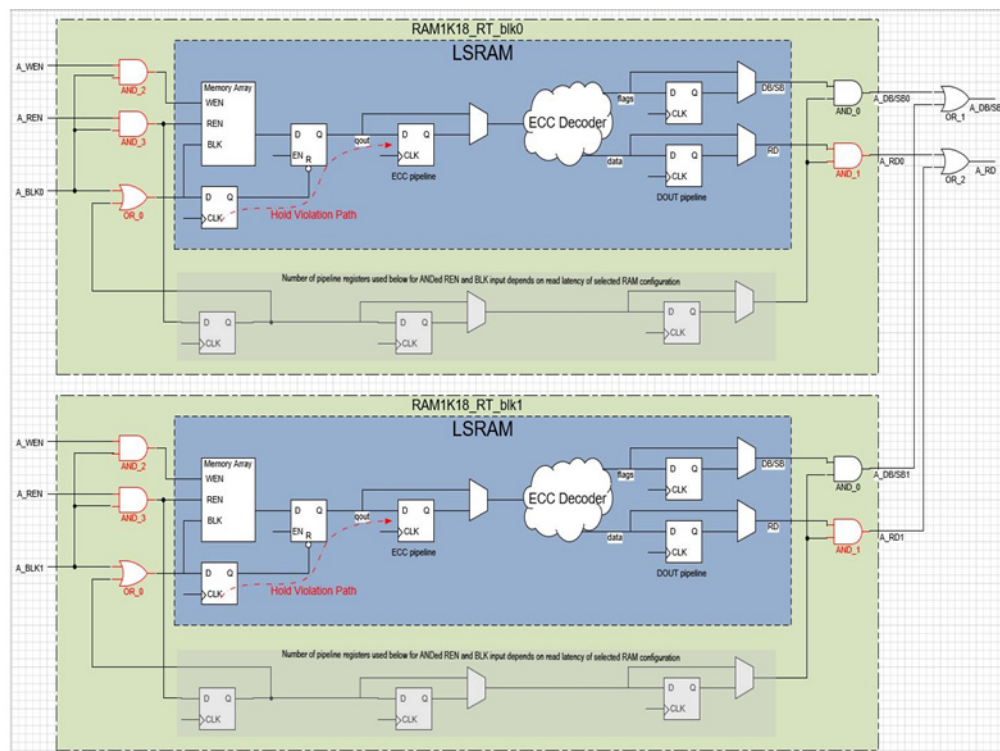 RAM1K18_RT_blk0
LSRAM
A_WEN
AND_2
Memory Array
WEN
A_REN
AND_3
REN
BLK
D Q
EN R
qout
D Q
CLK
ECC pipeline
ECC Decoder
flags
data
D Q
CLK
DB/SB
D Q
CLK
DOUT pipeline
RD
AND_0
A_DB/SB0
OR_1
A_DB/SB
AND_1
A_RD0
OR_2
A_RD
A_BLK0
OR_0
D Q
CLK
Hold Violation Path
Number of pipeline registers used below for ANDed REN and BLK input depends on read latency of selected RAM configuration
D Q
CLK
D Q
CLK
D Q
CLK
RAM1K18_RT_blk1
LSRAM
A_WEN
AND_2
Memory Array
WEN
A_REN
AND_3
REN
BLK
D Q
EN R
qout
D Q
CLK
ECC pipeline
ECC Decoder
flags
data
D Q
CLK
DB/SB
D Q
CLK
DOUT pipeline
RD
AND_0
A_DB/SB1
AND_1
A_RD1
A_BLK1
OR_0
D Q
CLK
Hold Violation Path
Number of pipeline registers used below for ANDed REN and BLK input depends on read latency of selected RAM configuration
D Q
CLK
D Q
CLK
D Q
CLK